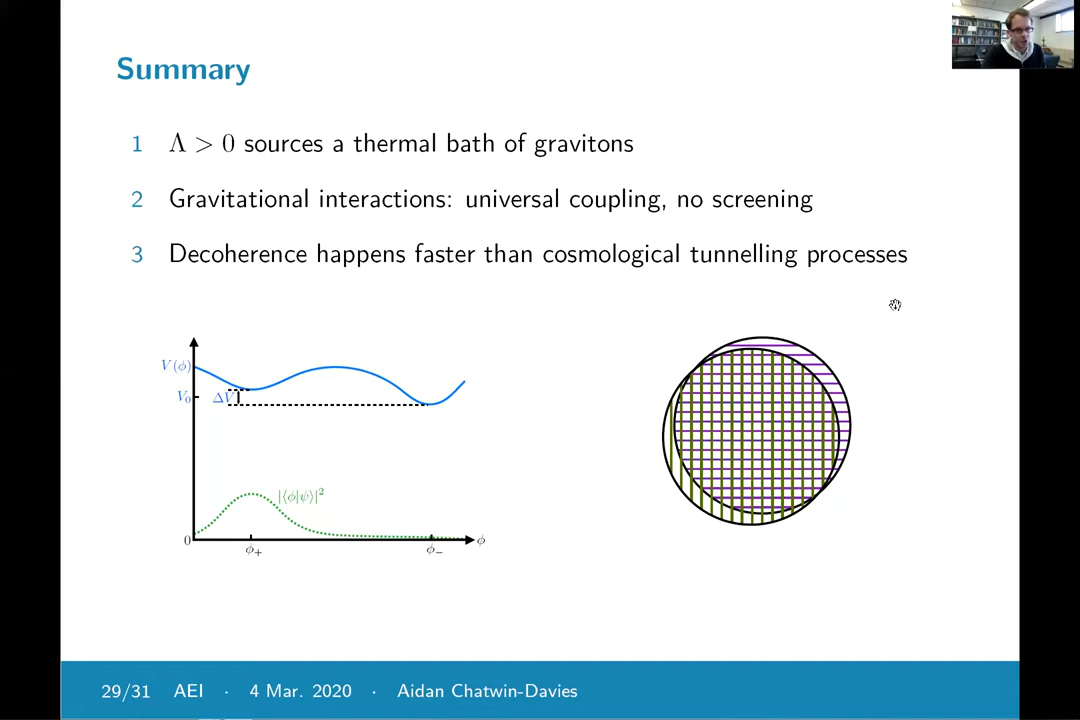 Summary
1 Λ > 0 sources a thermal bath of gravitons
2 Gravitational interactions: universal coupling, no screening
3 Decoherence happens faster than cosmological tunnelling processes
V(ϕ)
V₀
ΔV
|⟨ϕ|ψ⟩|²
0
ϕ₊
ϕ₋
ϕ
29/31 AEI · 4 Mar. 2020 · Aidan Chatwin-Davies